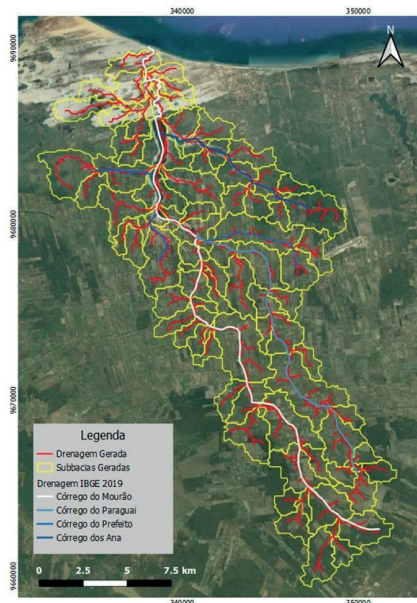 340000 350000
N
9690000
9680000
9670000
9660000
Legenda
Drenagem Gerada
Subbacias Geradas
Drenagem IBGE 2019
Córrego do Mourão
Córrego do Paraguai
Córrego do Prefeito
Córrego dos Ana
0 2.5 5 7.5 km
340000 350000